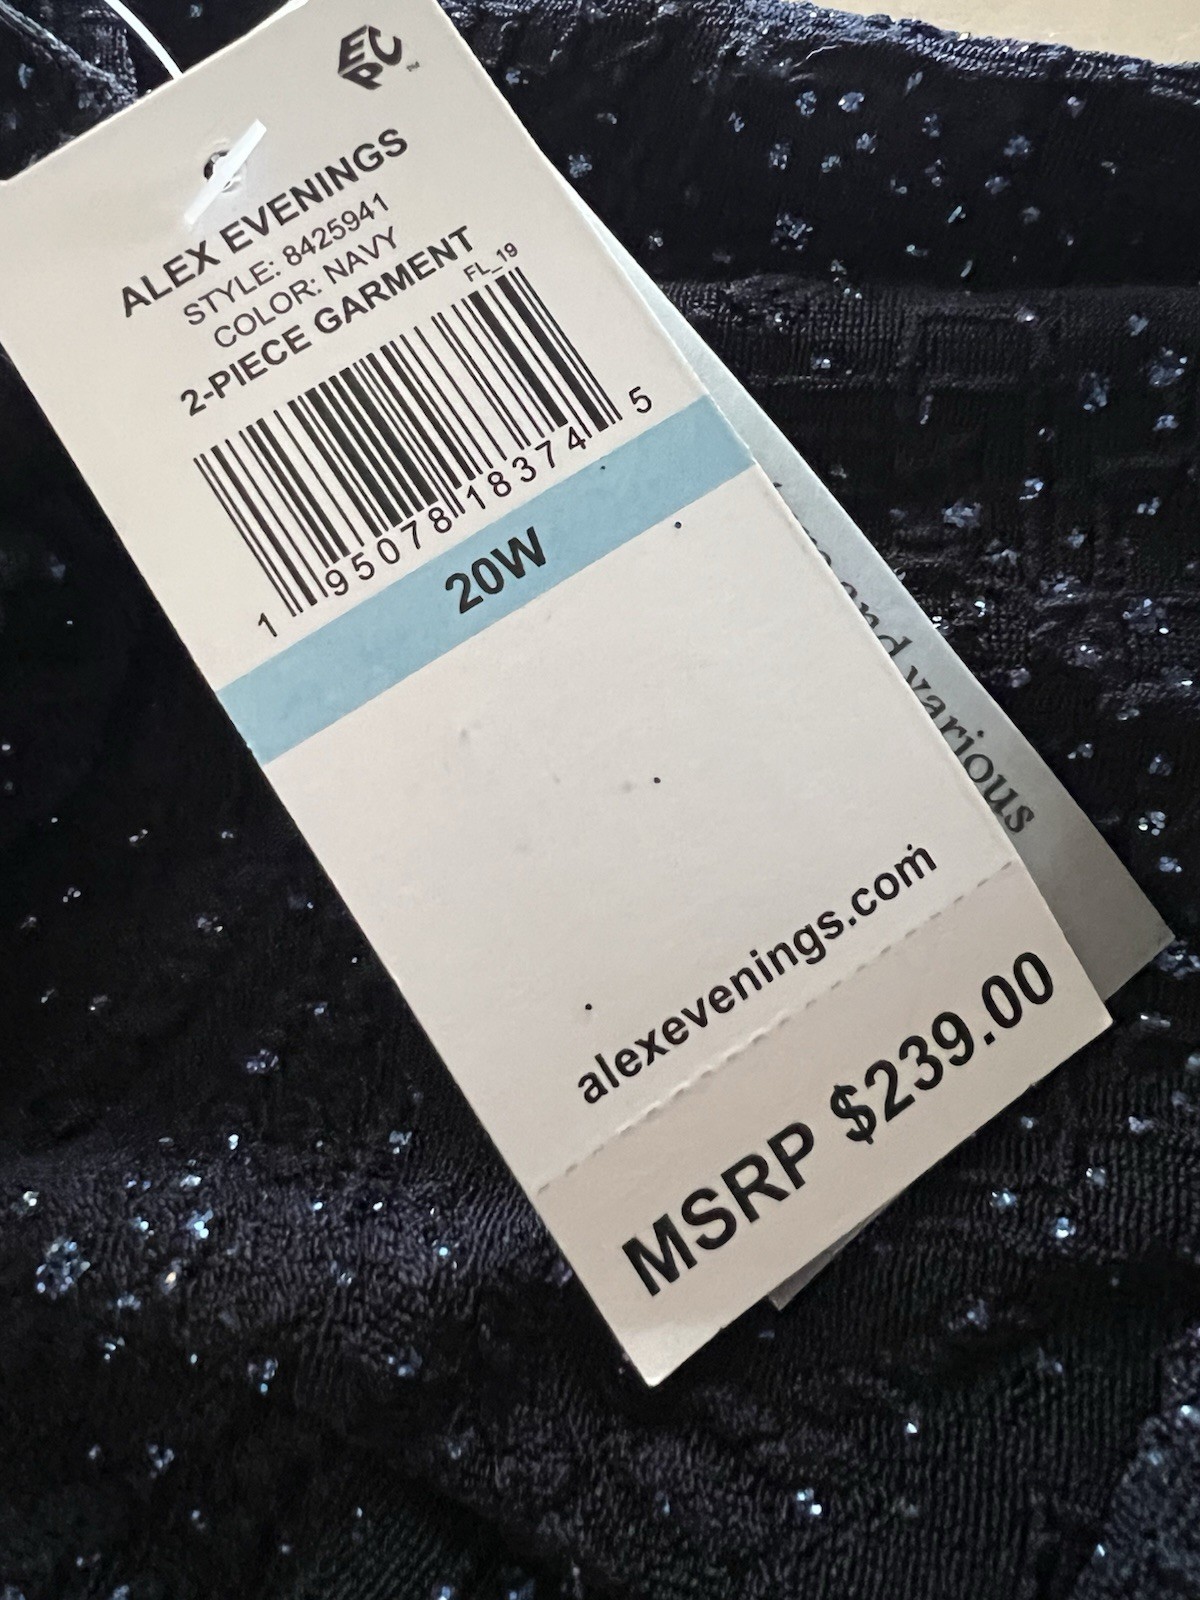 EPC
ALEX EVENINGS
STYLE: 8425941
COLOR: NAVY
2-PIECE GARMENT
FL_19
1 95078 18374 5
20W
alexevenings.com
MSRP $239.00
and various